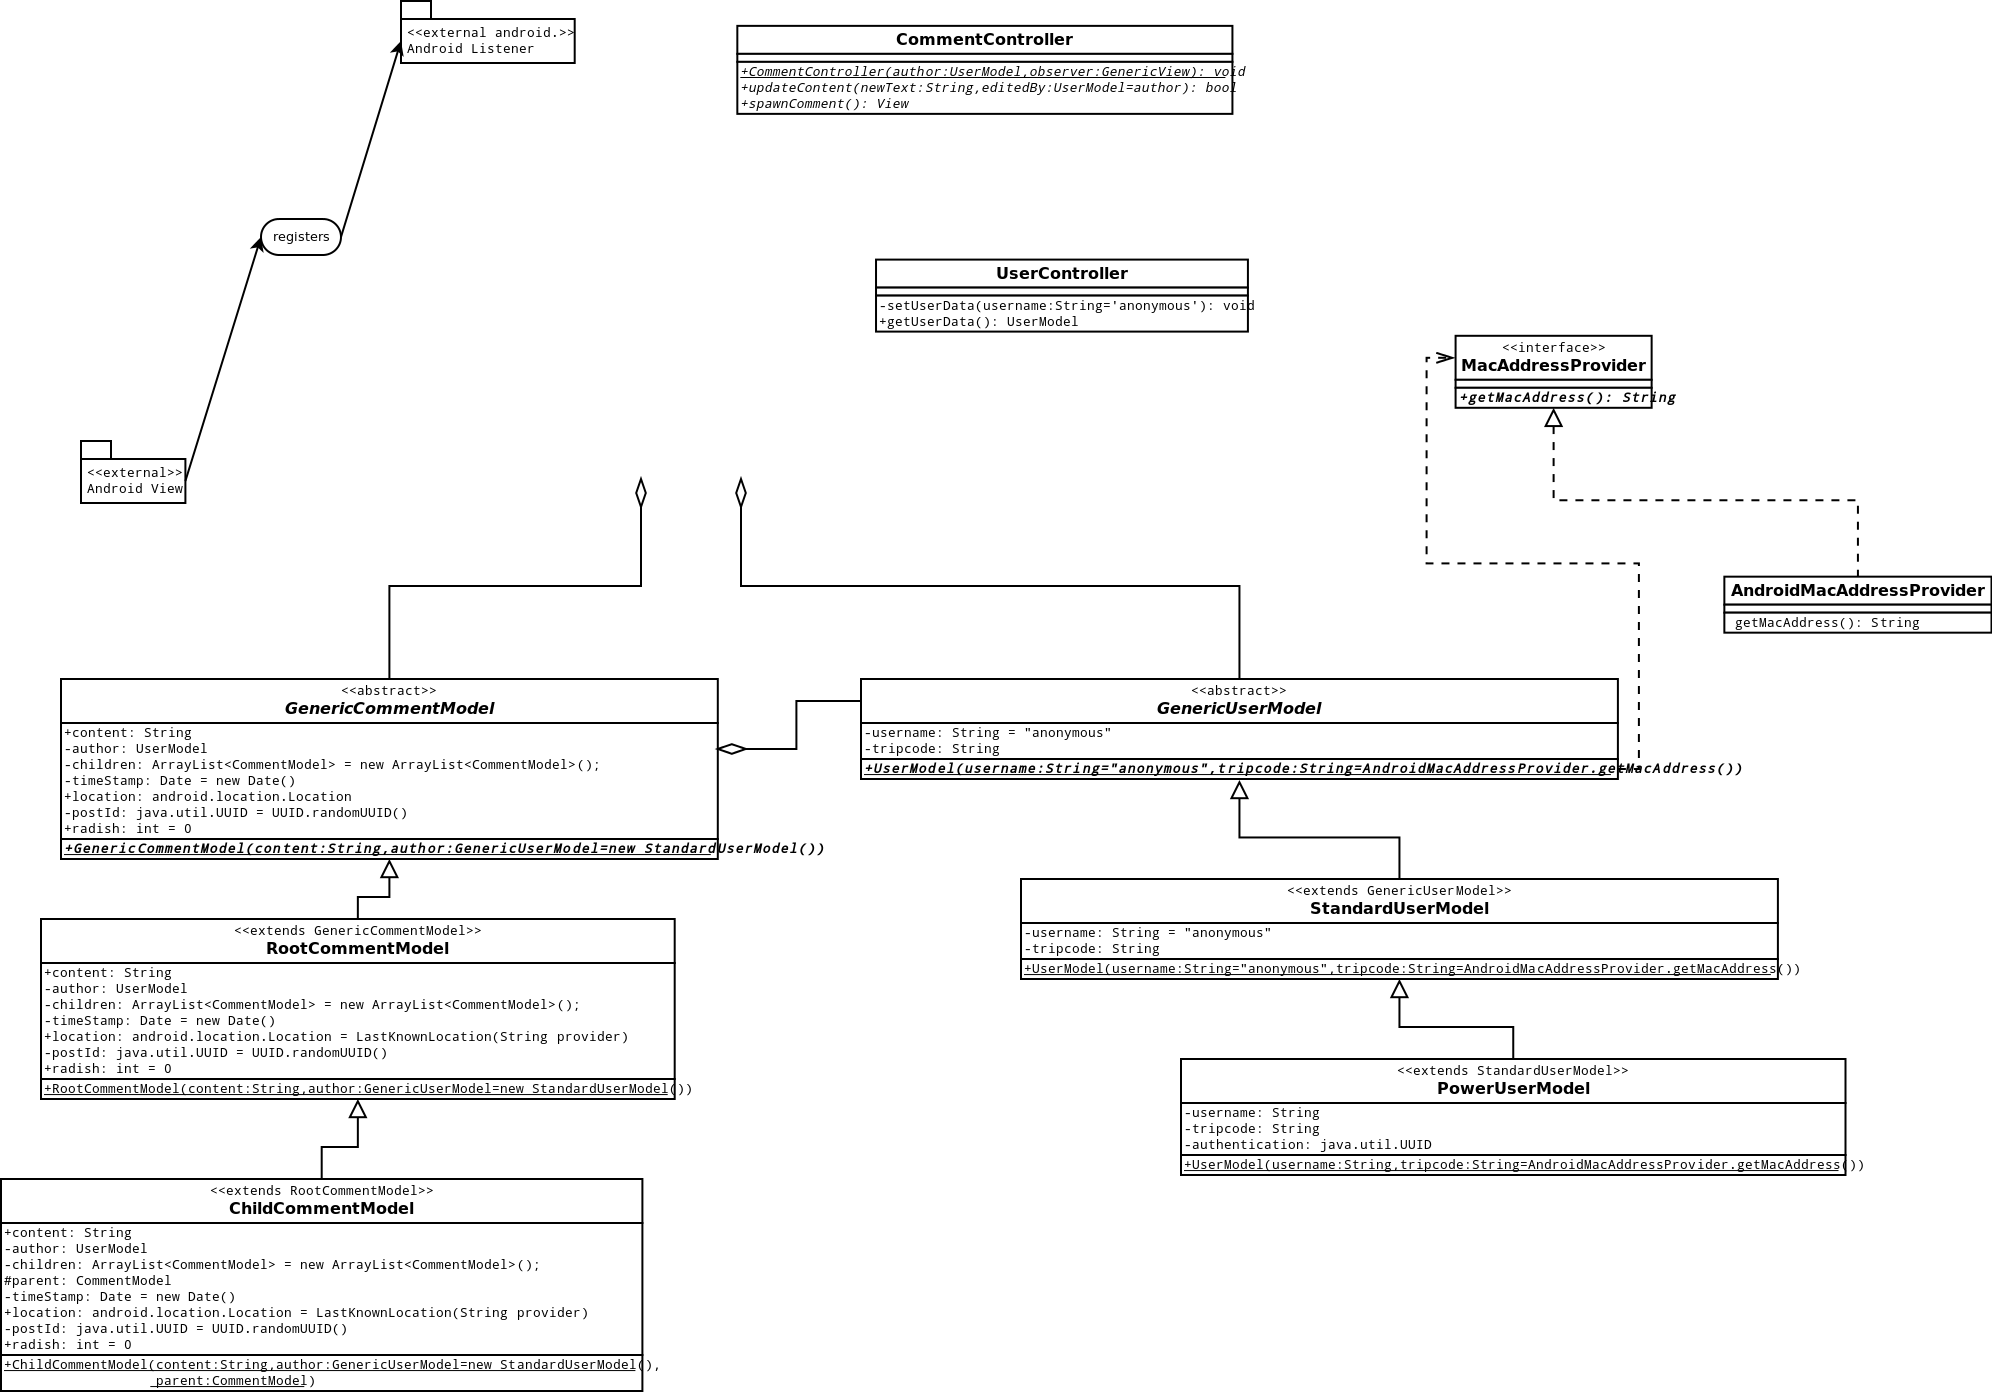 <<external android.>>
Android Listener
CommentController
+CommentController(author:UserModel,observer:GenericView): void
+updateContent(newText:String,editedBy:UserModel=author): bool
+spawnComment(): View
registers
UserController
-setUserData(username:String='anonymous'): void
+getUserData(): UserModel
<<interface>>
MacAddressProvider
+getMacAddress(): String
<<external>>
Android View
AndroidMacAddressProvider
getMacAddress(): String
<<abstract>>
GenericCommentModel
+content: String
-author: UserModel
-children: ArrayList<CommentModel> = new ArrayList<CommentModel>();
-timeStamp: Date = new Date()
+location: android.location.Location
-postId: java.util.UUID = UUID.randomUUID()
+radish: int = 0
+GenericCommentModel(content:String,author:GenericUserModel=new StandardUserModel())
<<abstract>>
GenericUserModel
-username: String = "anonymous"
-tripcode: String
+UserModel(username:String="anonymous",tripcode:String=AndroidMacAddressProvider.getMacAddress())
<<extends GenericCommentModel>>
RootCommentModel
+content: String
-author: UserModel
-children: ArrayList<CommentModel> = new ArrayList<CommentModel>();
-timeStamp: Date = new Date()
+location: android.location.Location = LastKnownLocation(String provider)
-postId: java.util.UUID = UUID.randomUUID()
+radish: int = 0
+RootCommentModel(content:String,author:GenericUserModel=new StandardUserModel())
<<extends GenericUserModel>>
StandardUserModel
-username: String = "anonymous"
-tripcode: String
+UserModel(username:String="anonymous",tripcode:String=AndroidMacAddressProvider.getMacAddress())
<<extends StandardUserModel>>
PowerUserModel
-username: String
-tripcode: String
-authentication: java.util.UUID
+UserModel(username:String,tripcode:String=AndroidMacAddressProvider.getMacAddress())
<<extends RootCommentModel>>
ChildCommentModel
+content: String
-author: UserModel
-children: ArrayList<CommentModel> = new ArrayList<CommentModel>();
#parent: CommentModel
-timeStamp: Date = new Date()
+location: android.location.Location = LastKnownLocation(String provider)
-postId: java.util.UUID = UUID.randomUUID()
+radish: int = 0
+ChildCommentModel(content:String,author:GenericUserModel=new StandardUserModel(),
parent:CommentModel)